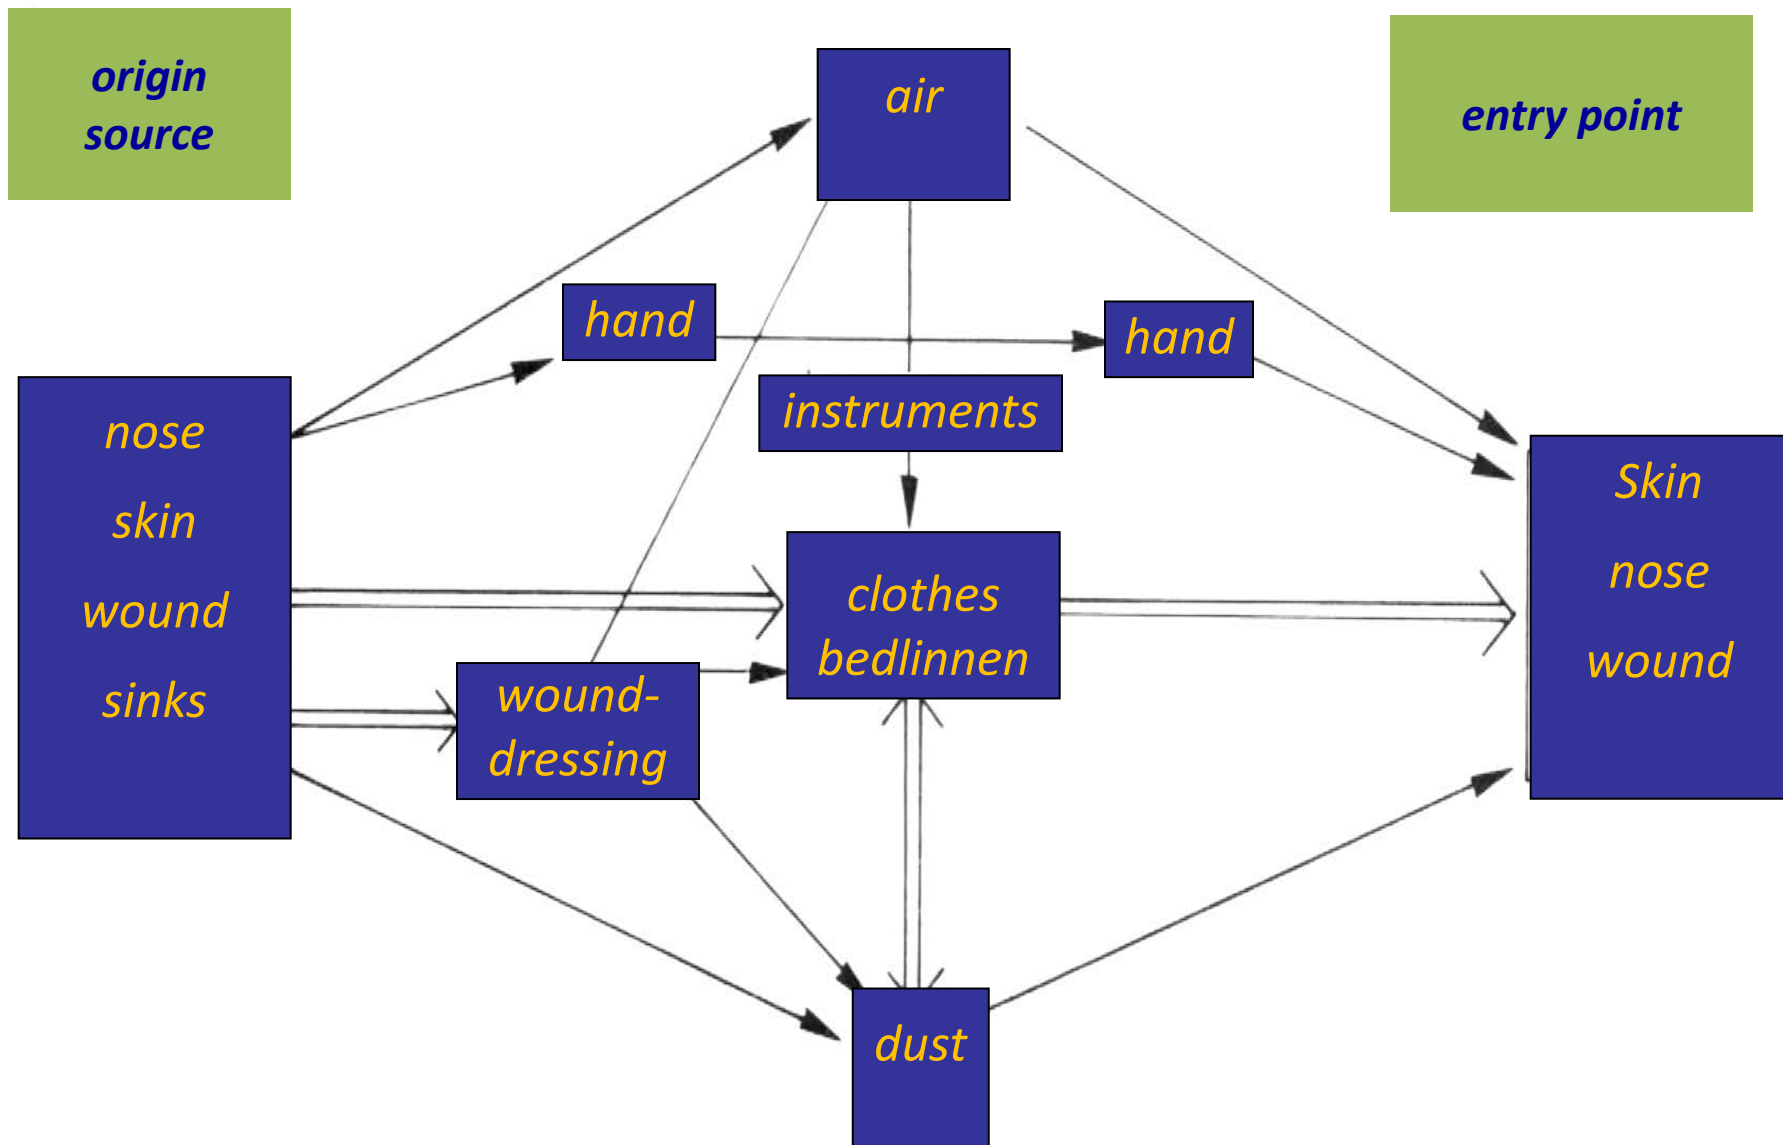 origin
source
air
entry point
hand
hand
instruments
nose
skin
wound
sinks
clothes
bedlinnen
wound-
dressing
Skin
nose
wound
dust